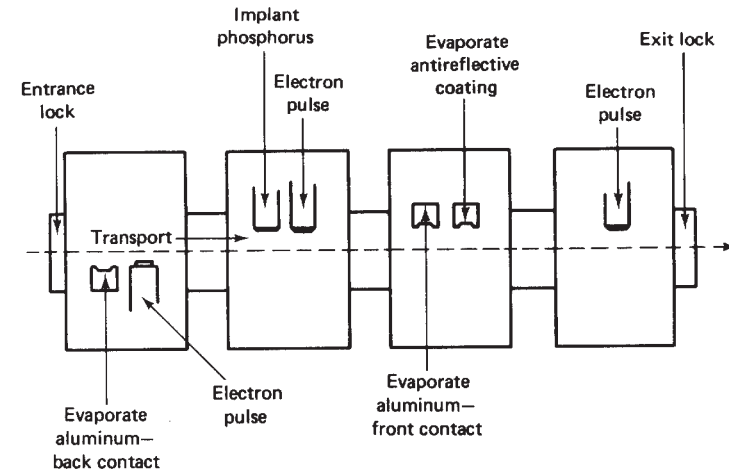 Implant
phosphorus
Evaporate
antireflective
coating
Exit lock
Entrance
lock
Electron
pulse
Electron
pulse
Transport
Electron
pulse
Evaporate
aluminum—
back contact
Evaporate
aluminum—
front contact